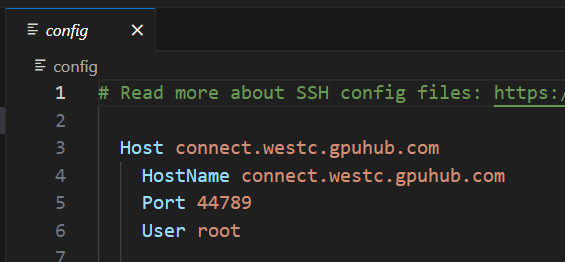 config
config
1 # Read more about SSH config files: https:/
2
3 Host connect.westc.gpuhub.com
4 HostName connect.westc.gpuhub.com
5 Port 44789
6 User root
7